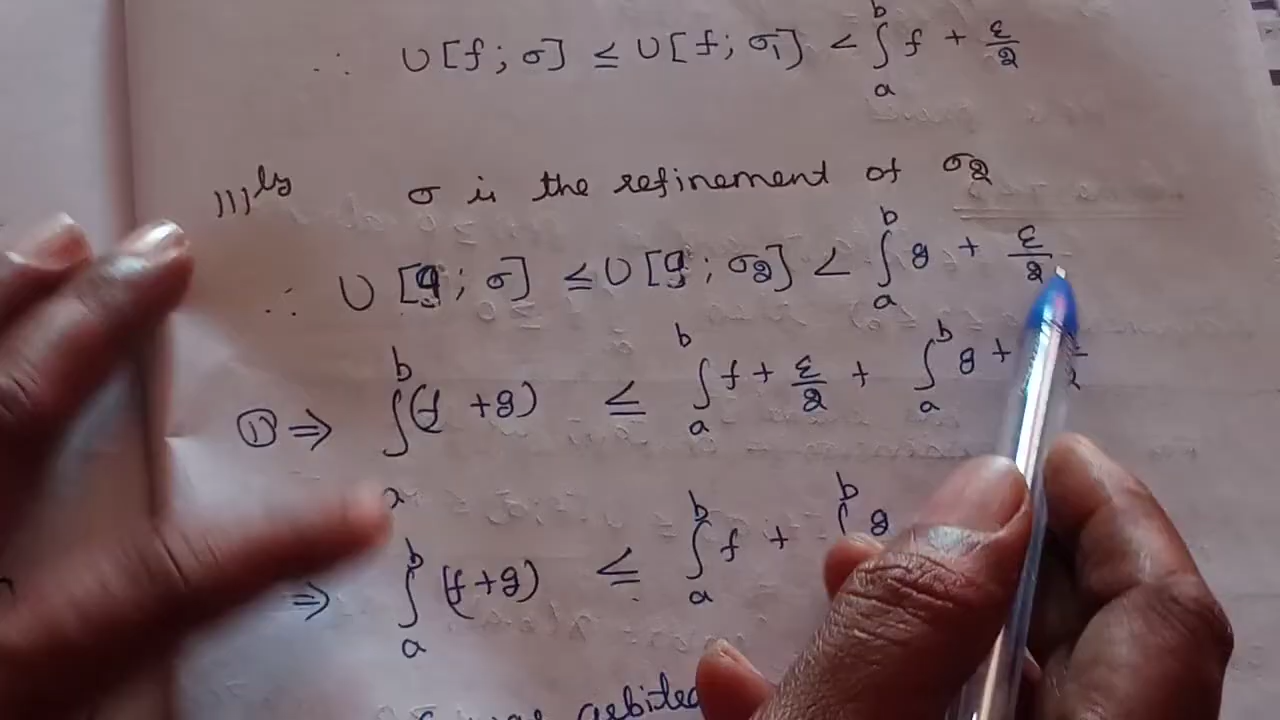 ∴ U[f; σ] ≤ U[f; σ₁] < ∫ₐᵇ f + ε/2
|||ly σ is the refinement of σ₂
∴ U[g; σ] ≤ U[g; σ₂] < ∫ₐᵇ g + ε/2
① ⇒ ∫ₐᵇ (f + g) ≤ ∫ₐᵇ f + ε/2 + ∫ₐᵇ g +
⇒ ∫ₐᵇ (f + g) ≤ ∫ₐᵇ f + ∫ᵇ g